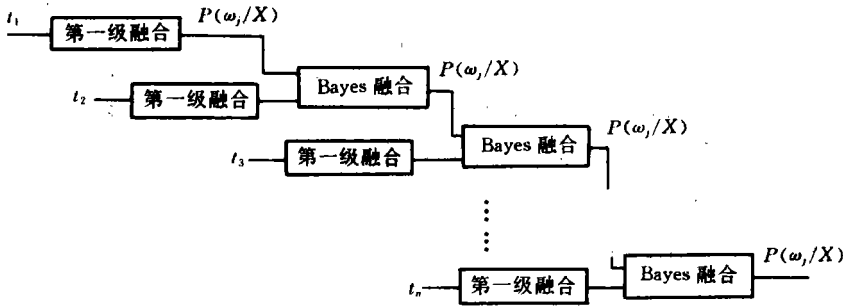 t₁
第一级融合
P(ωⱼ/X)
t₂
第一级融合
Bayes 融合
P(ωⱼ/X)
t₃
第一级融合
Bayes 融合
P(ωⱼ/X)
tₙ
第一级融合
Bayes 融合
P(ωⱼ/X)